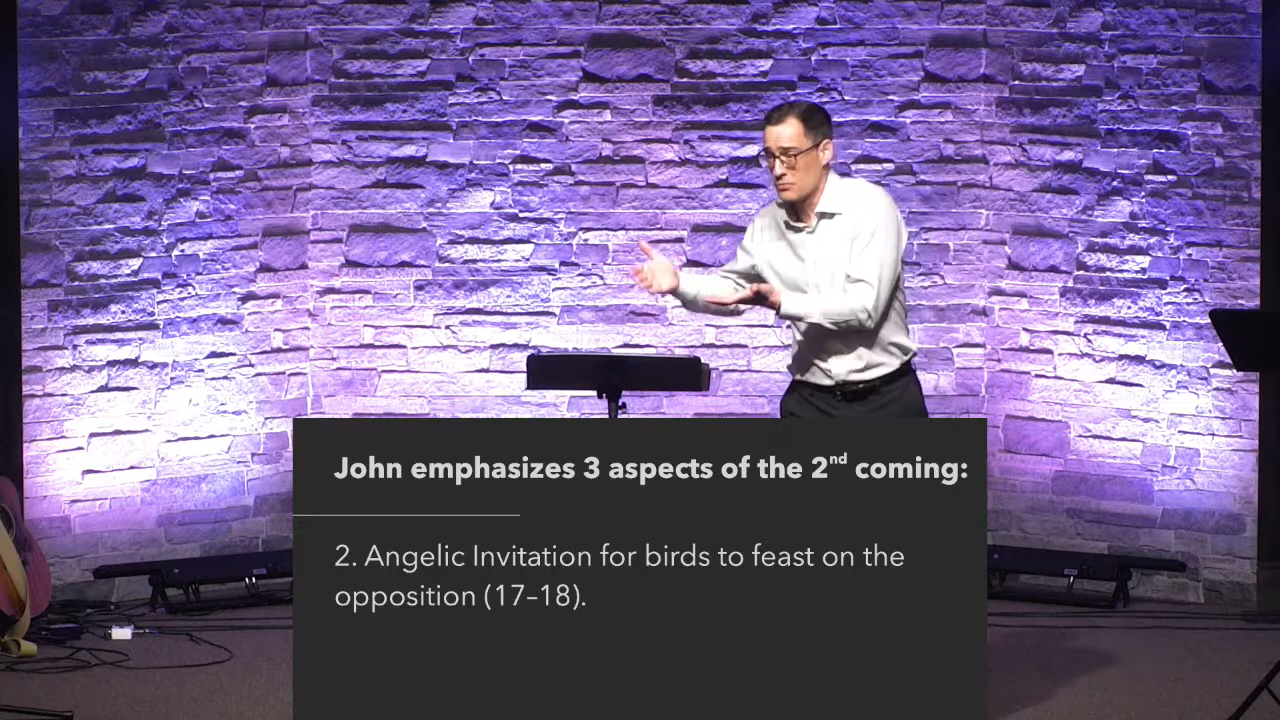 John emphasizes 3 aspects of the 2nd coming:
2. Angelic Invitation for birds to feast on the
opposition (17–18).